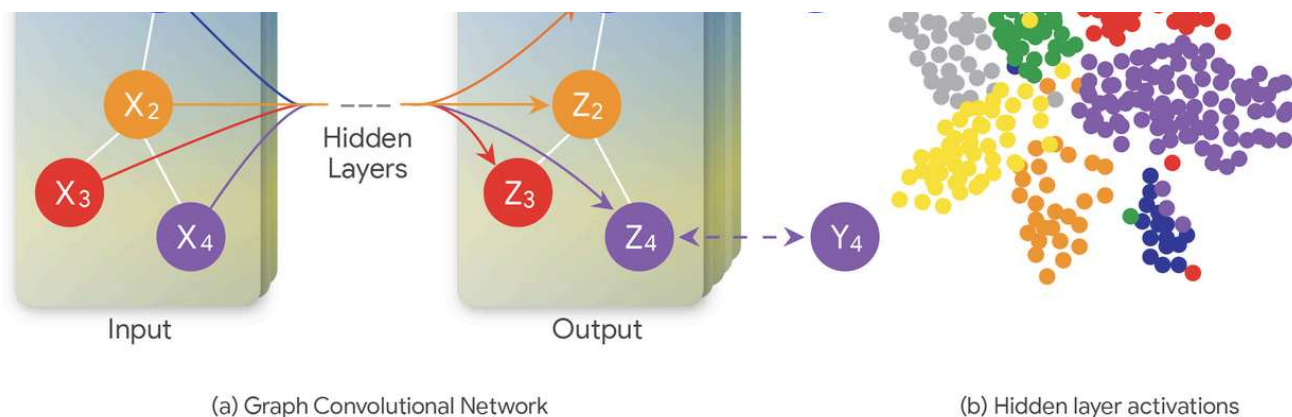 X2
Z2
Hidden
Layers
X3
Z3
X4
Z4
Y4
Input
Output
(a) Graph Convolutional Network
(b) Hidden layer activations